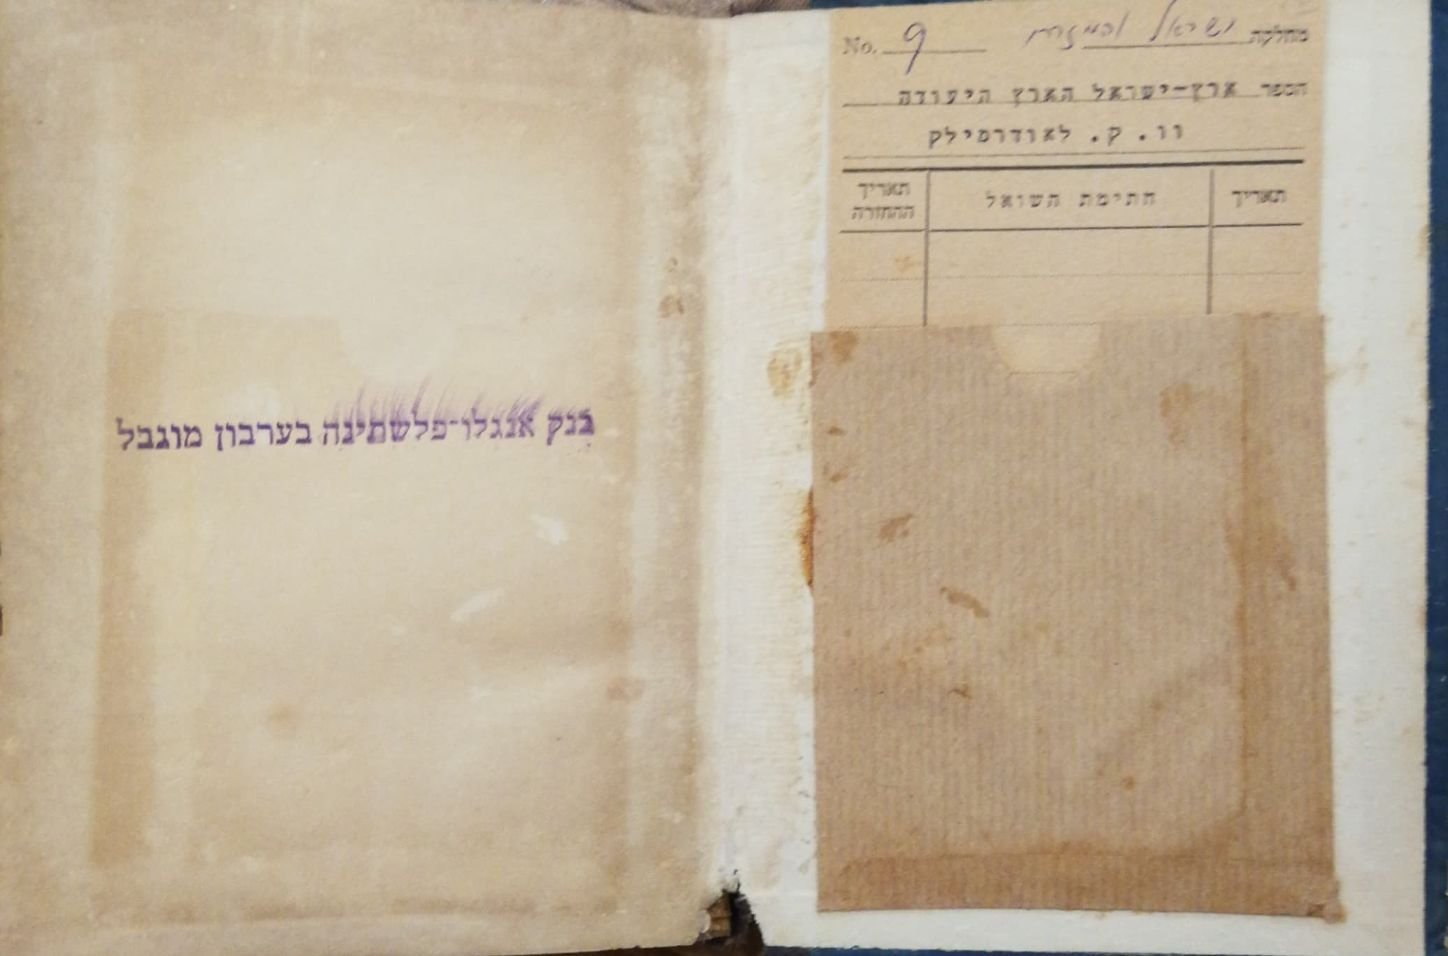 No. 9
מחלקת ישראל והמזרח
הספר ארץ-ישראל הארץ היעודה
וו. ק. לאודרמילק
תאריך
חתימת השואל
תאריך ההחזרה
בנק אנגלו־פלשתינה בערבון מוגבל